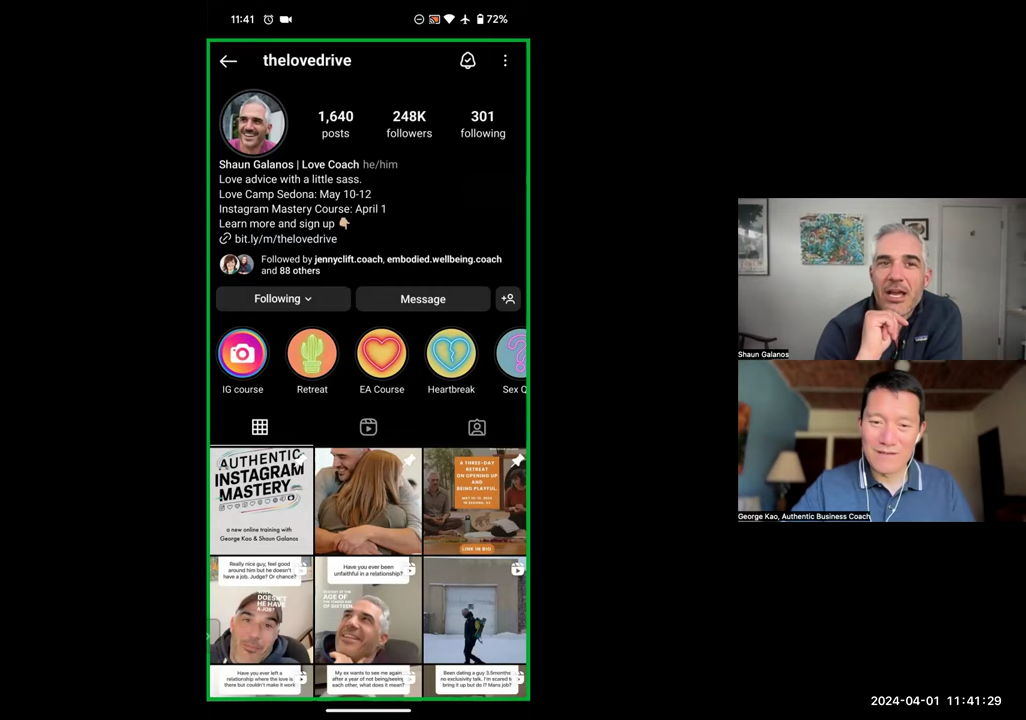 11:41
72%
thelovedrive
1,640
posts
248K
followers
301
following
Shaun Galanos | Love Coach he/him
Love advice with a little sass.
Love Camp Sedona: May 10-12
Instagram Mastery Course: April 1
Learn more and sign up 👇🏼
bit.ly/m/thelovedrive
Followed by jennyclift.coach, embodied.wellbeing.coach
and 88 others
Following
Message
IG course
Retreat
EA Course
Heartbreak
Sex Q
AUTHENTIC
INSTAGRAM
MASTERY
a new online training with
George Kao & Shaun Galanos
A THREE-DAY
RETREAT
ON OPENING UP
AND
BEING PLAYFUL.
LINK IN BIO
Really nice guy, feel good
around him but he doesn't
have a job. Judge? Or chance?
DOESN'T
HE HAVE
A JOB?
Have you ever been
unfaithful in a relationship?
AGE OF THE
OF SIXTEEN.
Have you ever left a
relationship where the love is
there but couldn't make it work
My ex wants to see me again
after a year of not being/seeing
each other, what does it mean?
Been dating a guy 3.5months
no exclusivity talk. I'm scared to
bring it up but do i? Mans job?
Shaun Galanos
George Kao, Authentic Business Coach
2024-04-01 11:41:29